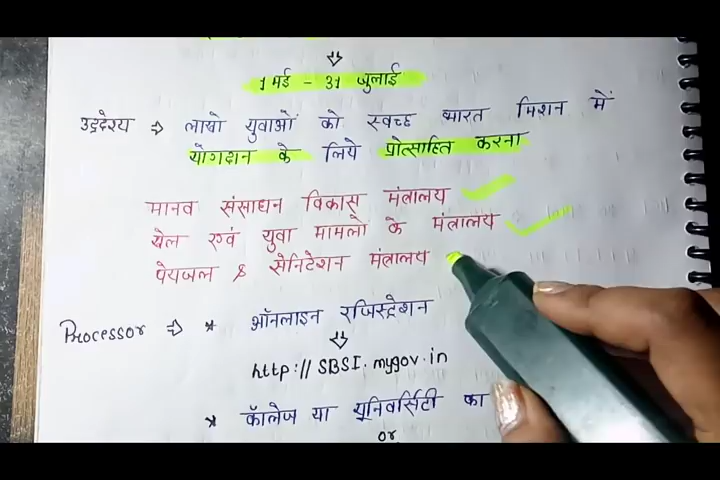 1 मई - 31 जुलाई
उद्देश्य ⇒ लाखो युवाओं को स्वच्छ भारत मिशन में
योगदान के लिये प्रोत्साहित करना
मानव संसाधन विकास मंत्रालय
खेल एवं युवा मामलो के मंत्रालय
पेयजल & सेनिटेशन मंत्रालय
Processor ⇒ * ऑनलाइन रजिस्ट्रेशन
http://SBSI.mygov.in
* कॉलेज या यूनिवर्सिटी का
or